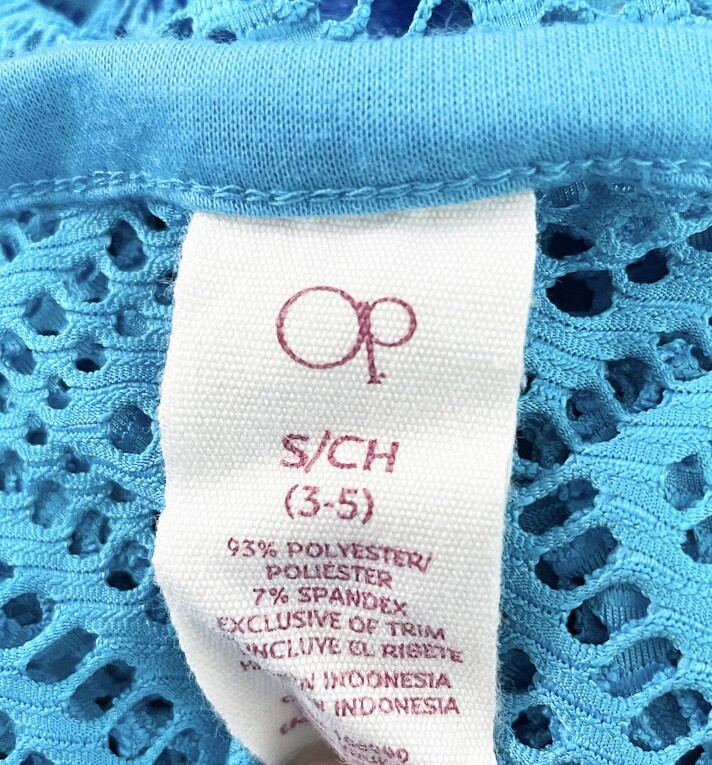 Op
S/CH
(3-5)
93% POLYESTER/
POLIESTER
7% SPANDEX
EXCLUSIVE OF TRIM
INCLUYE EL RIBETE
INDONESIA
INDONESIA